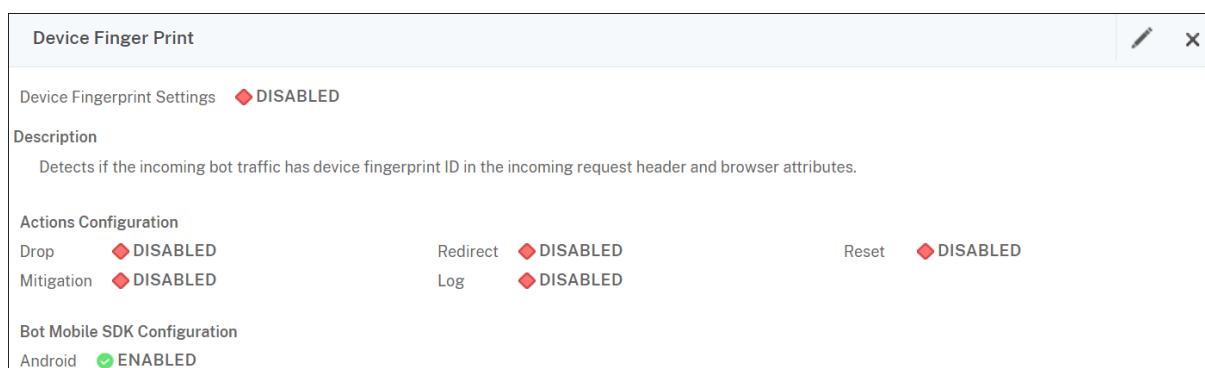 Device Finger Print
Device Fingerprint Settings DISABLED
Description
Detects if the incoming bot traffic has device fingerprint ID in the incoming request header and browser attributes.
Actions Configuration
Drop DISABLED Redirect DISABLED Reset DISABLED
Mitigation DISABLED Log DISABLED
Bot Mobile SDK Configuration
Android ENABLED